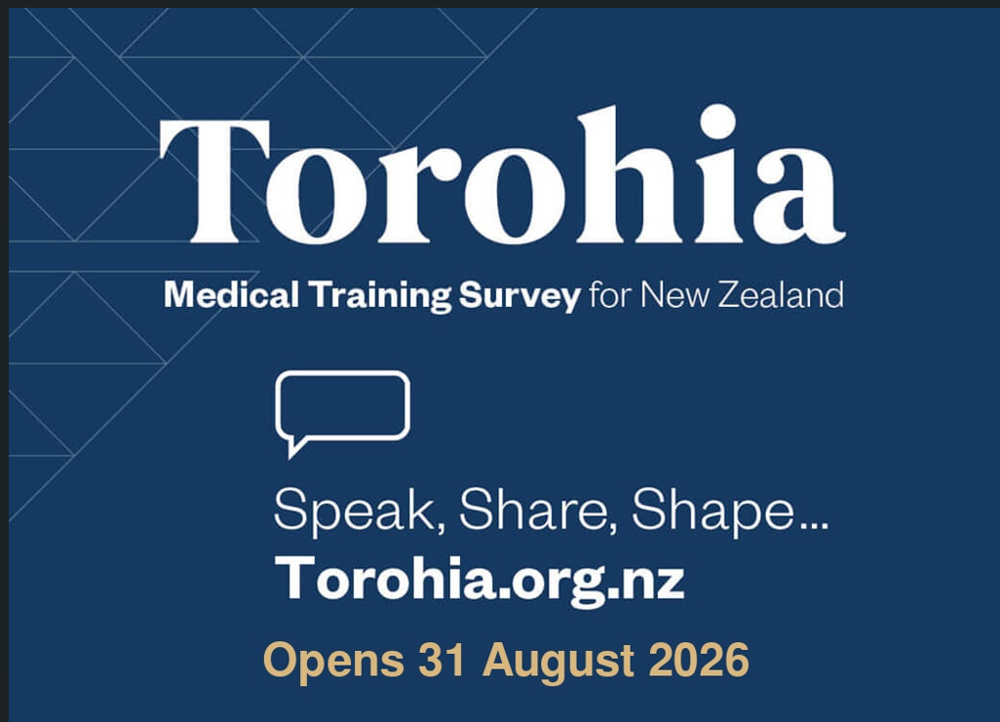 Torohia
Medical Training Survey for New Zealand
Speak, Share, Shape...
Torohia.org.nz
Opens 31 August 2026